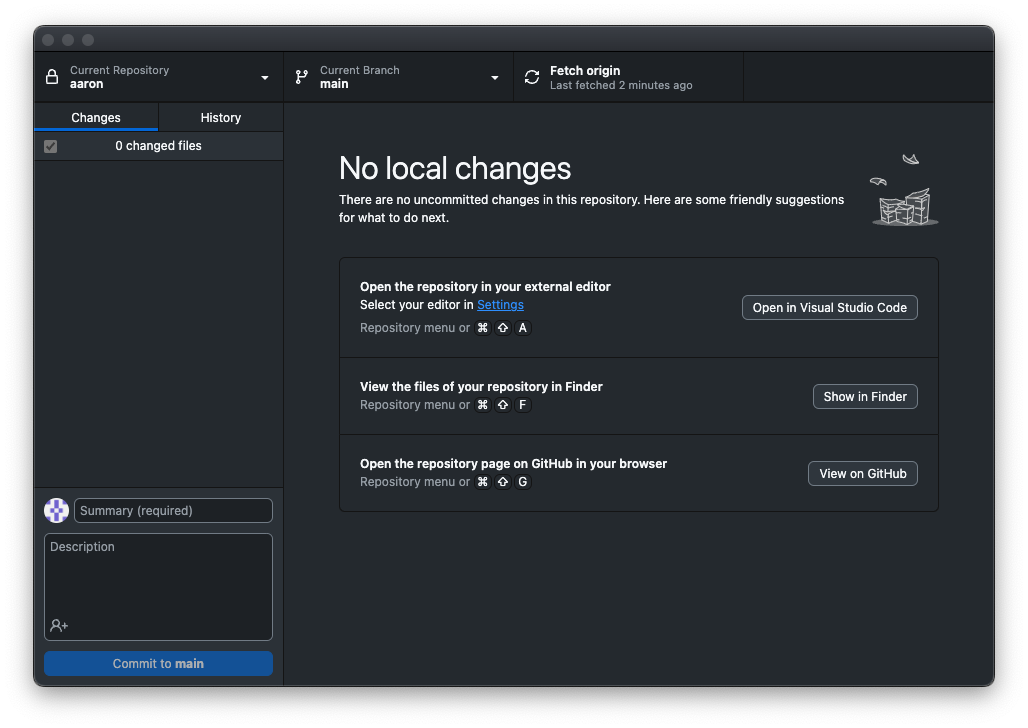 Current Repository
aaron
Current Branch
main
Fetch origin
Last fetched 2 minutes ago
Changes
History
0 changed files
No local changes
There are no uncommitted changes in this repository. Here are some friendly suggestions
for what to do next.
Open the repository in your external editor
Select your editor in Settings
Repository menu or ⌘ ⇧ A
Open in Visual Studio Code
View the files of your repository in Finder
Repository menu or ⌘ ⇧ F
Show in Finder
Open the repository page on GitHub in your browser
Repository menu or ⌘ ⇧ G
View on GitHub
Summary (required)
Description
Commit to main